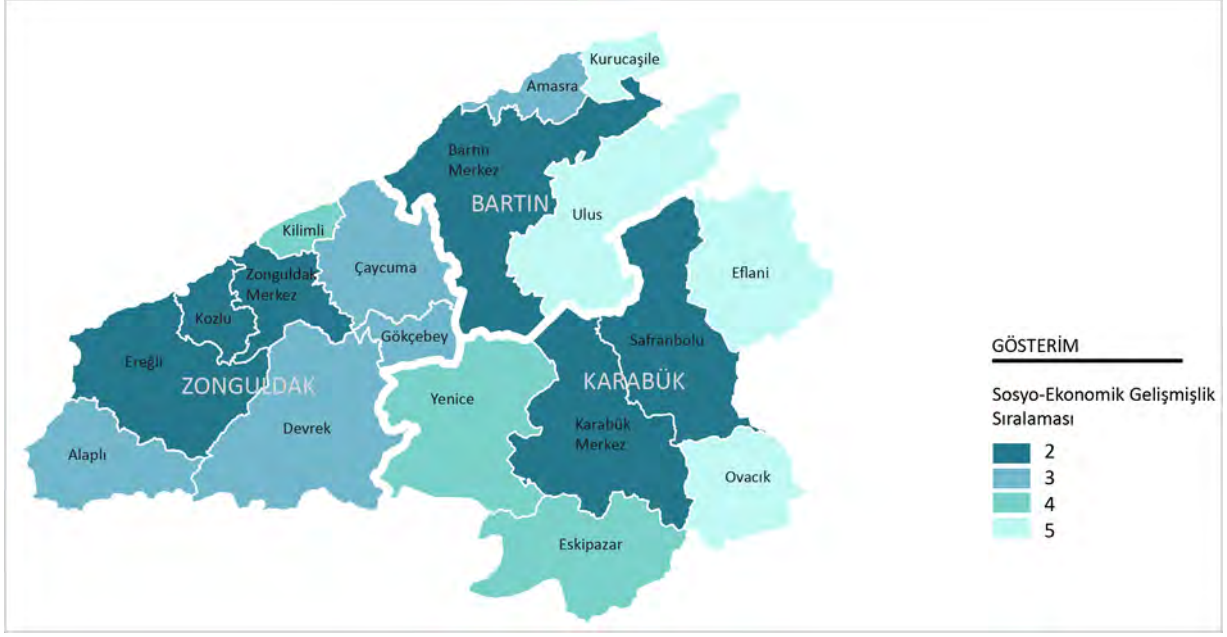 Kurucaşile
Amasra
Bartın
Merkez
BARTIN
Ulus
Kilimli
Çaycuma
Zonguldak
Merkez
Kozlu
Gökçebey
Ereğli
ZONGULDAK
Devrek
Alaplı
Eflani
Safranbolu
KARABÜK
Yenice
Karabük
Merkez
Ovacık
Eskipazar
GÖSTERİM
Sosyo-Ekonomik Gelişmişlik
Sıralaması
2
3
4
5